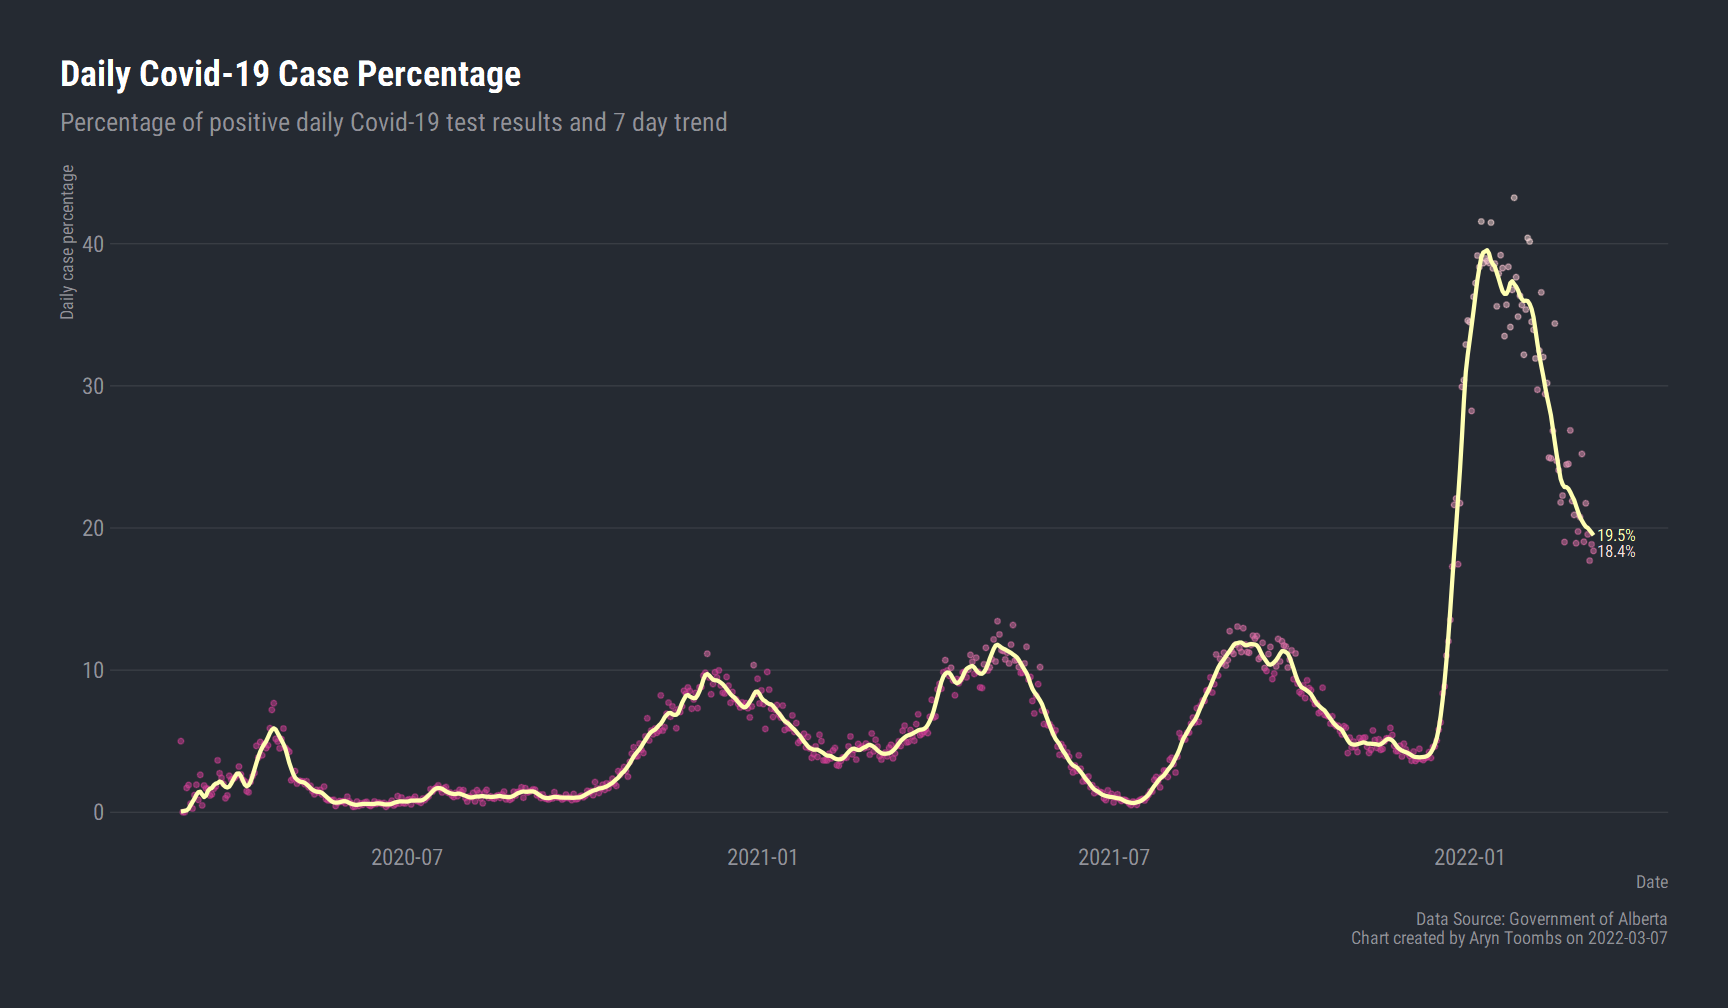 Daily Covid-19 Case Percentage
Percentage of positive daily Covid-19 test results and 7 day trend
Daily case percentage
40
30
20
10
0
19.5%
18.4%
2020-07
2021-01
2021-07
2022-01
Date
Data Source: Government of Alberta
Chart created by Aryn Toombs on 2022-03-07